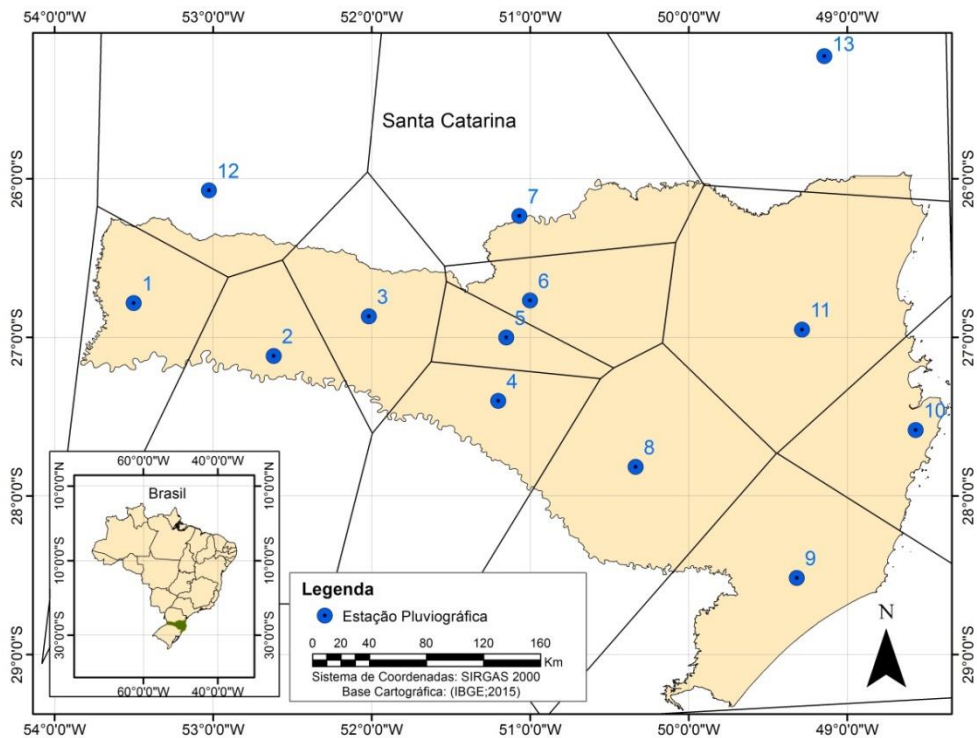 54°0'0"W 53°0'0"W 52°0'0"W 51°0'0"W 50°0'0"W 49°0'0"W
13
Santa Catarina
26°0'0"S 26°0'0"S
12
7
1
6
3
5
11
27°0'0"S 27°0'0"S
2
4
10
8
60°0'0"W 40°0'0"W
Brasil
10°0'0"N 10°0'0"N
28°0'0"S 28°0'0"S
10°0'0"S 10°0'0"S
9
Legenda
Estação Pluviográfica
N
30°0'0"S 30°0'0"S
0 10 20 40 80 120 160
Km
29°0'0"S 29°0'0"S
Sistema de Coordenadas: SIRGAS 2000
Base Cartográfica: (IBGE;2015)
60°0'0"W 40°0'0"W
54°0'0"W 53°0'0"W 52°0'0"W 51°0'0"W 50°0'0"W 49°0'0"W